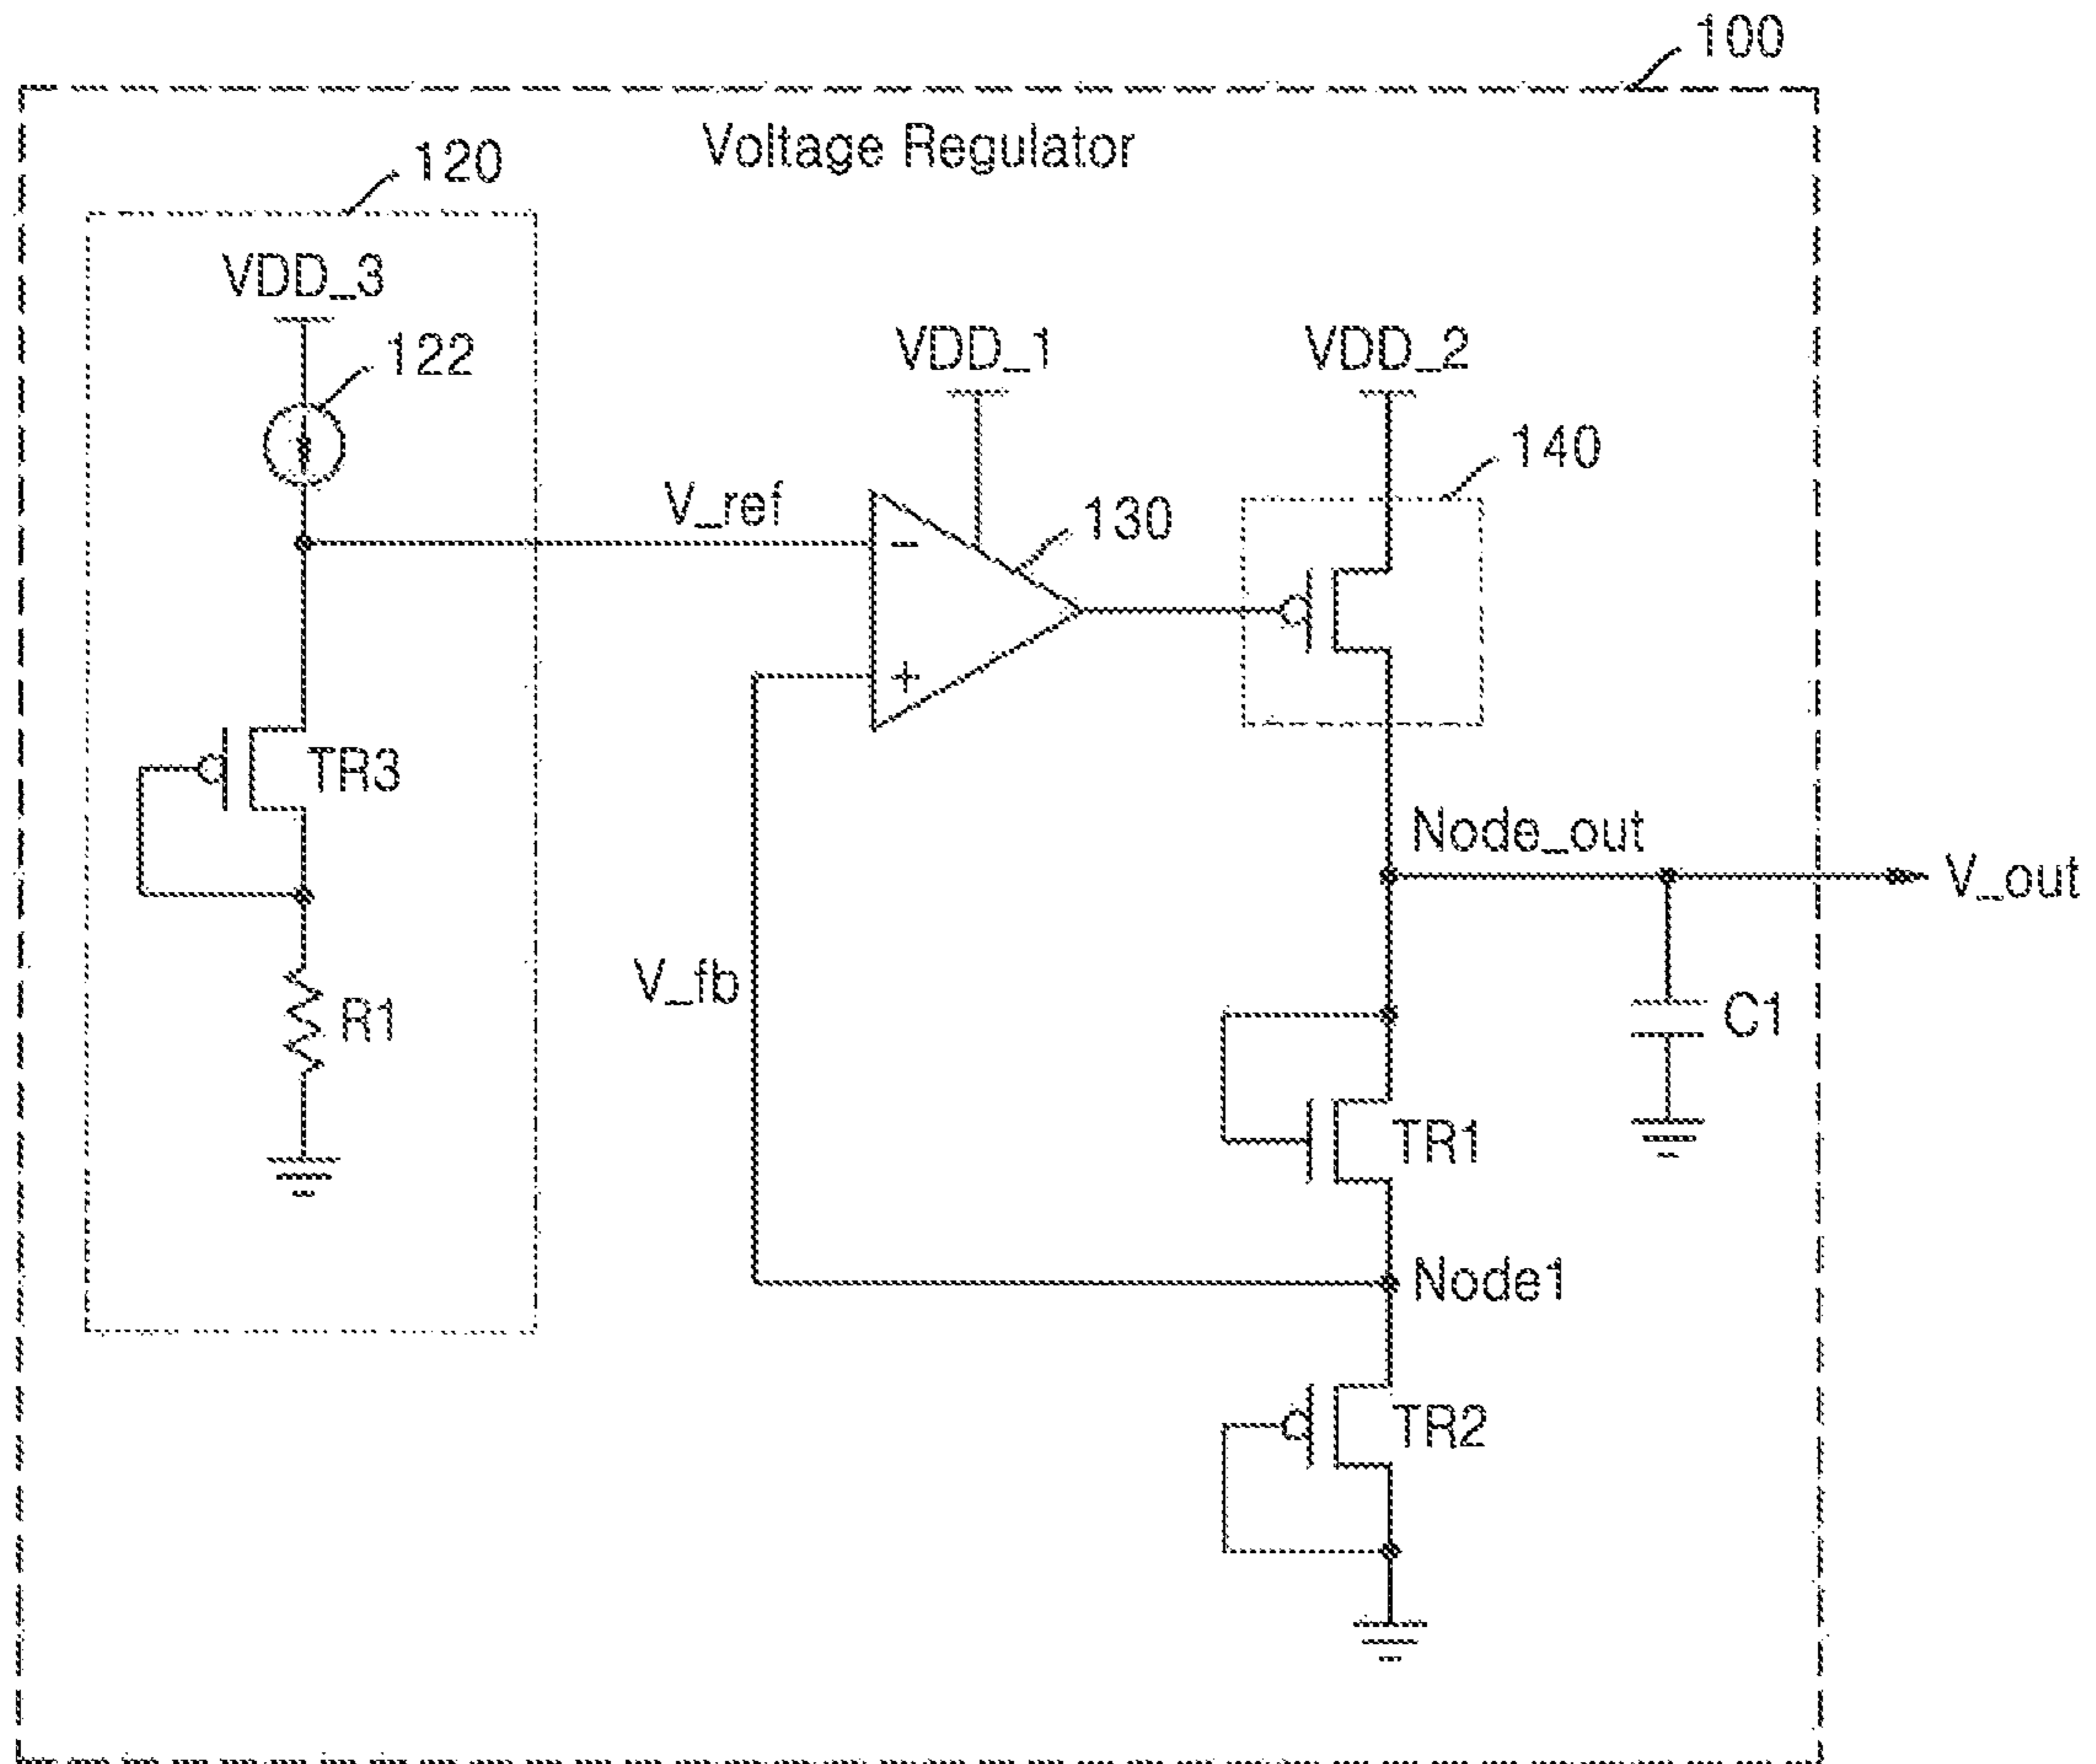 100
Voltage Regulator
120
VDD_3
122
VDD_1
VDD_2
140
V_ref
130
-
+
TR3
Node_out
V_out
V_fb
R1
C1
TR1
Node1
TR2